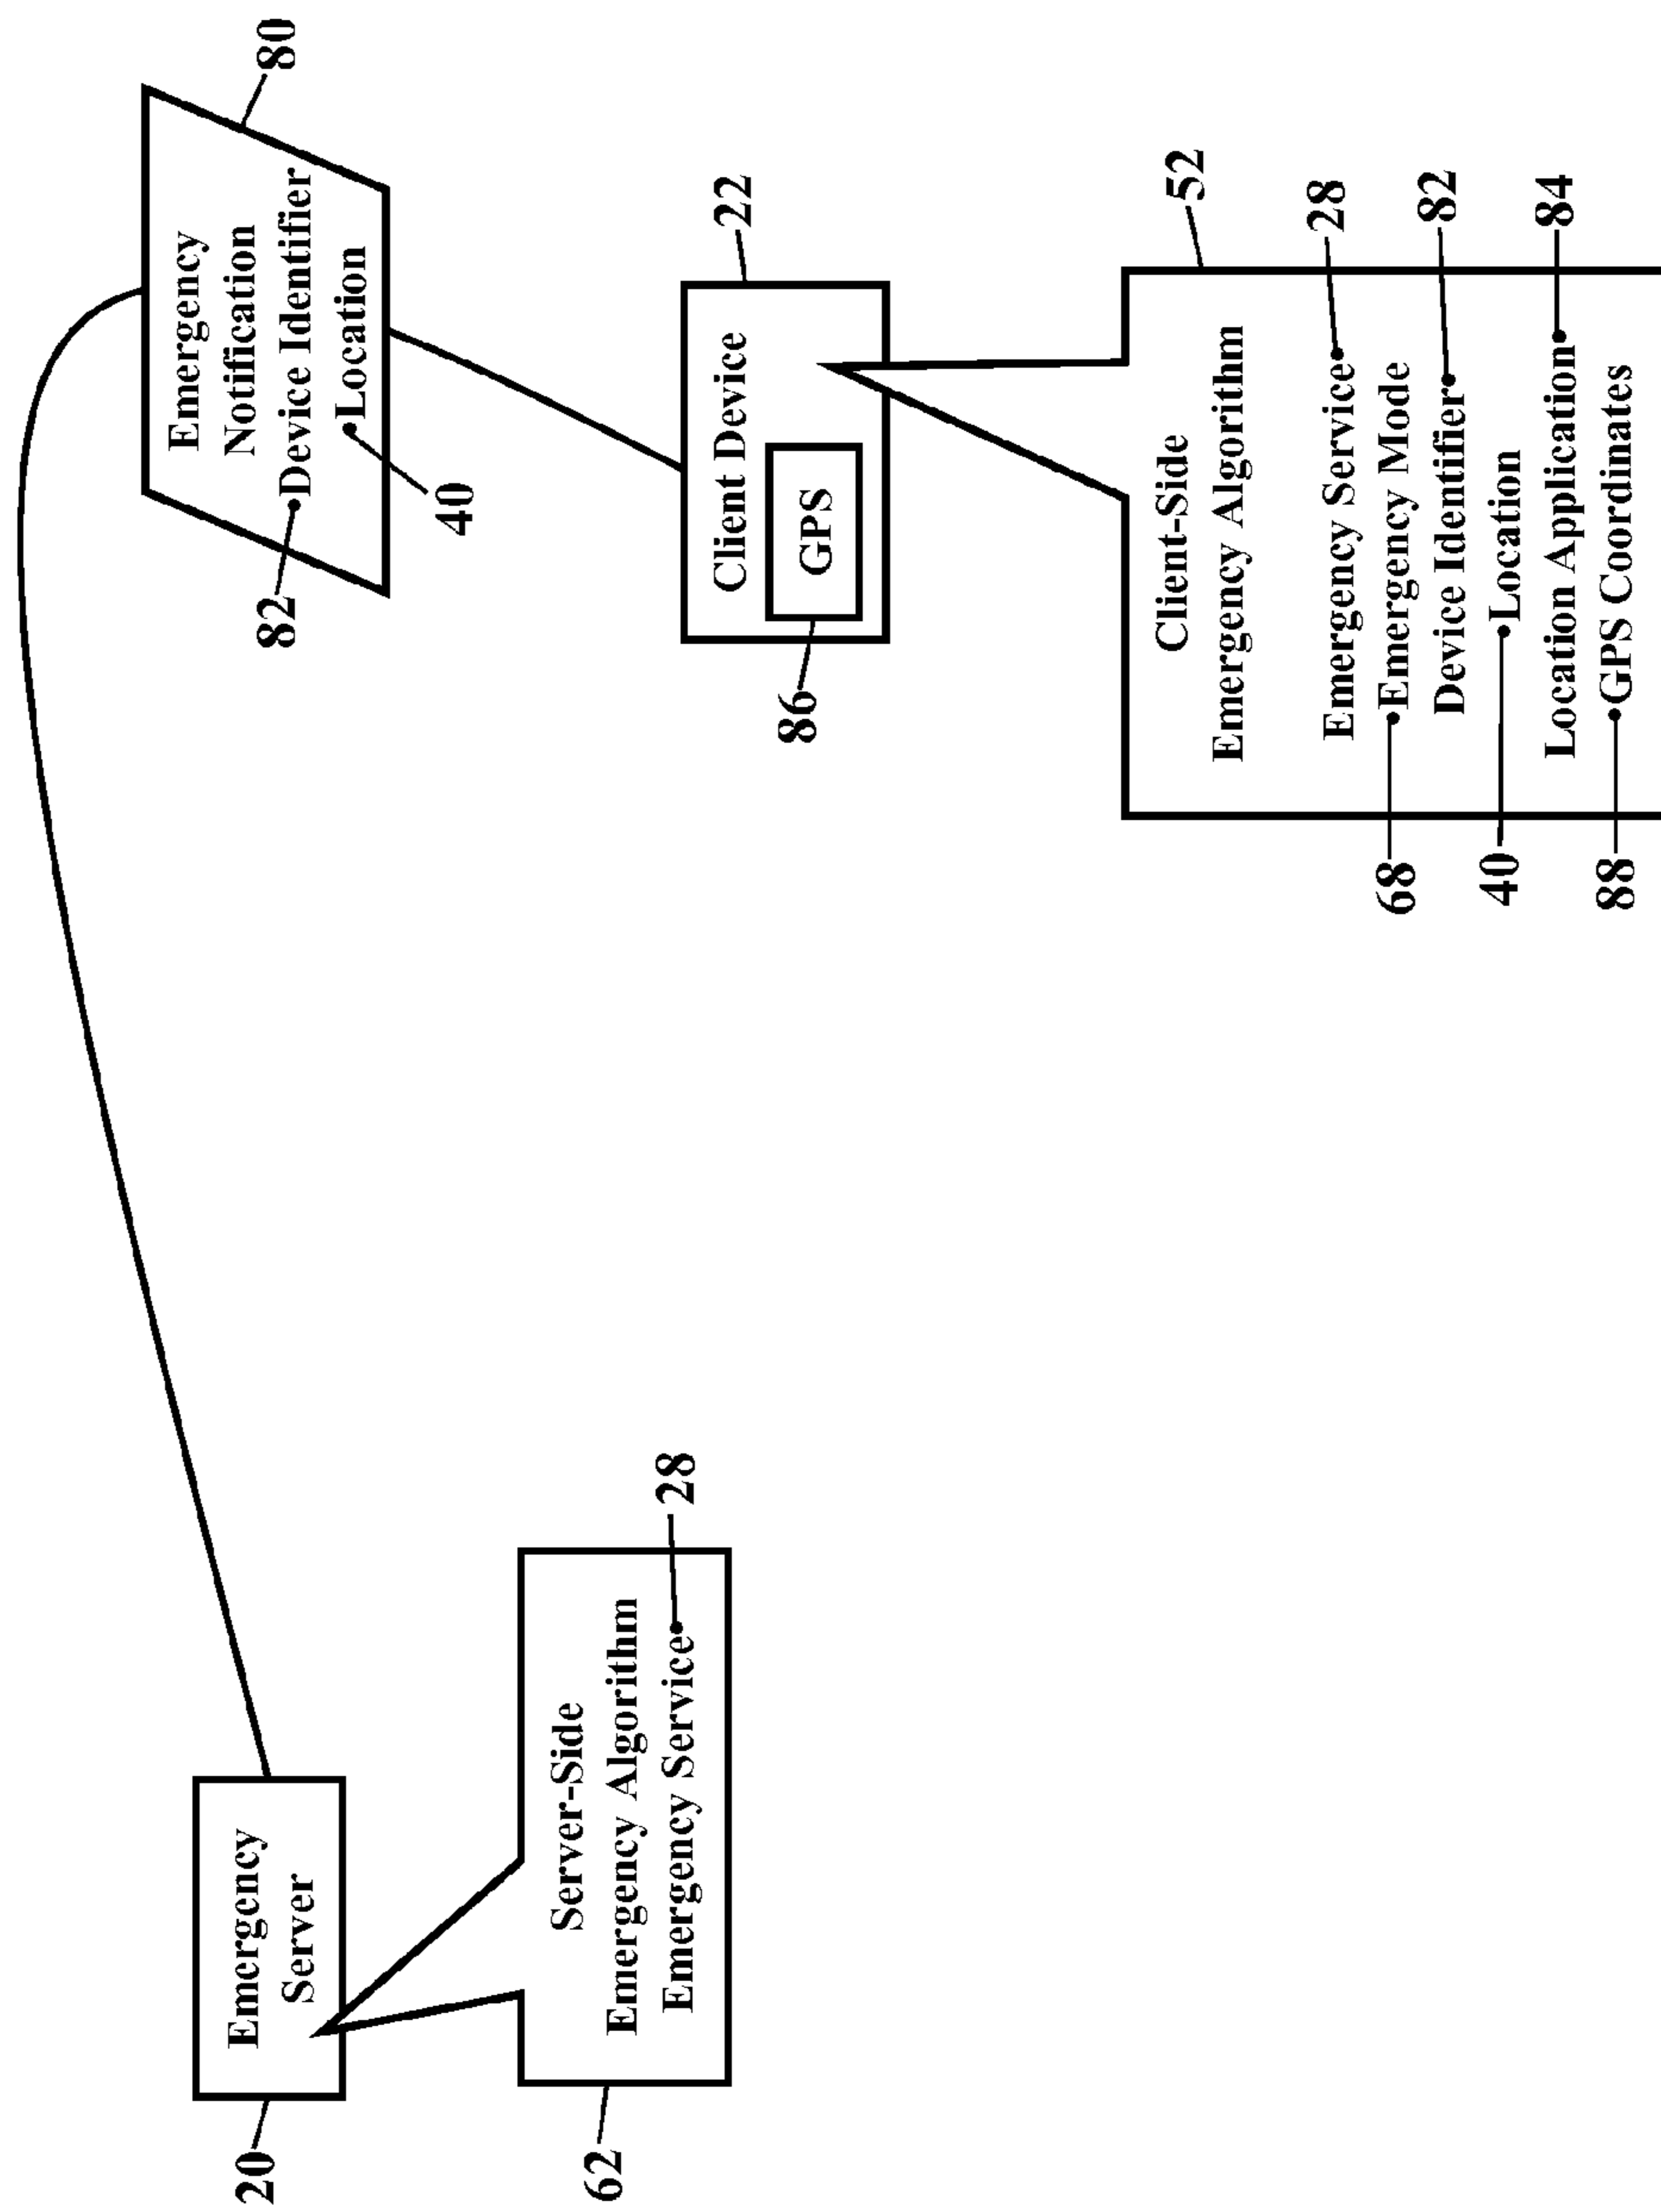 20
Emergency
Server
62
Server-Side
Emergency Algorithm
Emergency Service
28
80
Emergency
Notification
Device Identifier
Location
82
40
22
Client Device
GPS
86
52
Client-Side
Emergency Algorithm
Emergency Service
28
Emergency Mode
68
Device Identifier
82
Location
40
Location Application
84
GPS Coordinates
88